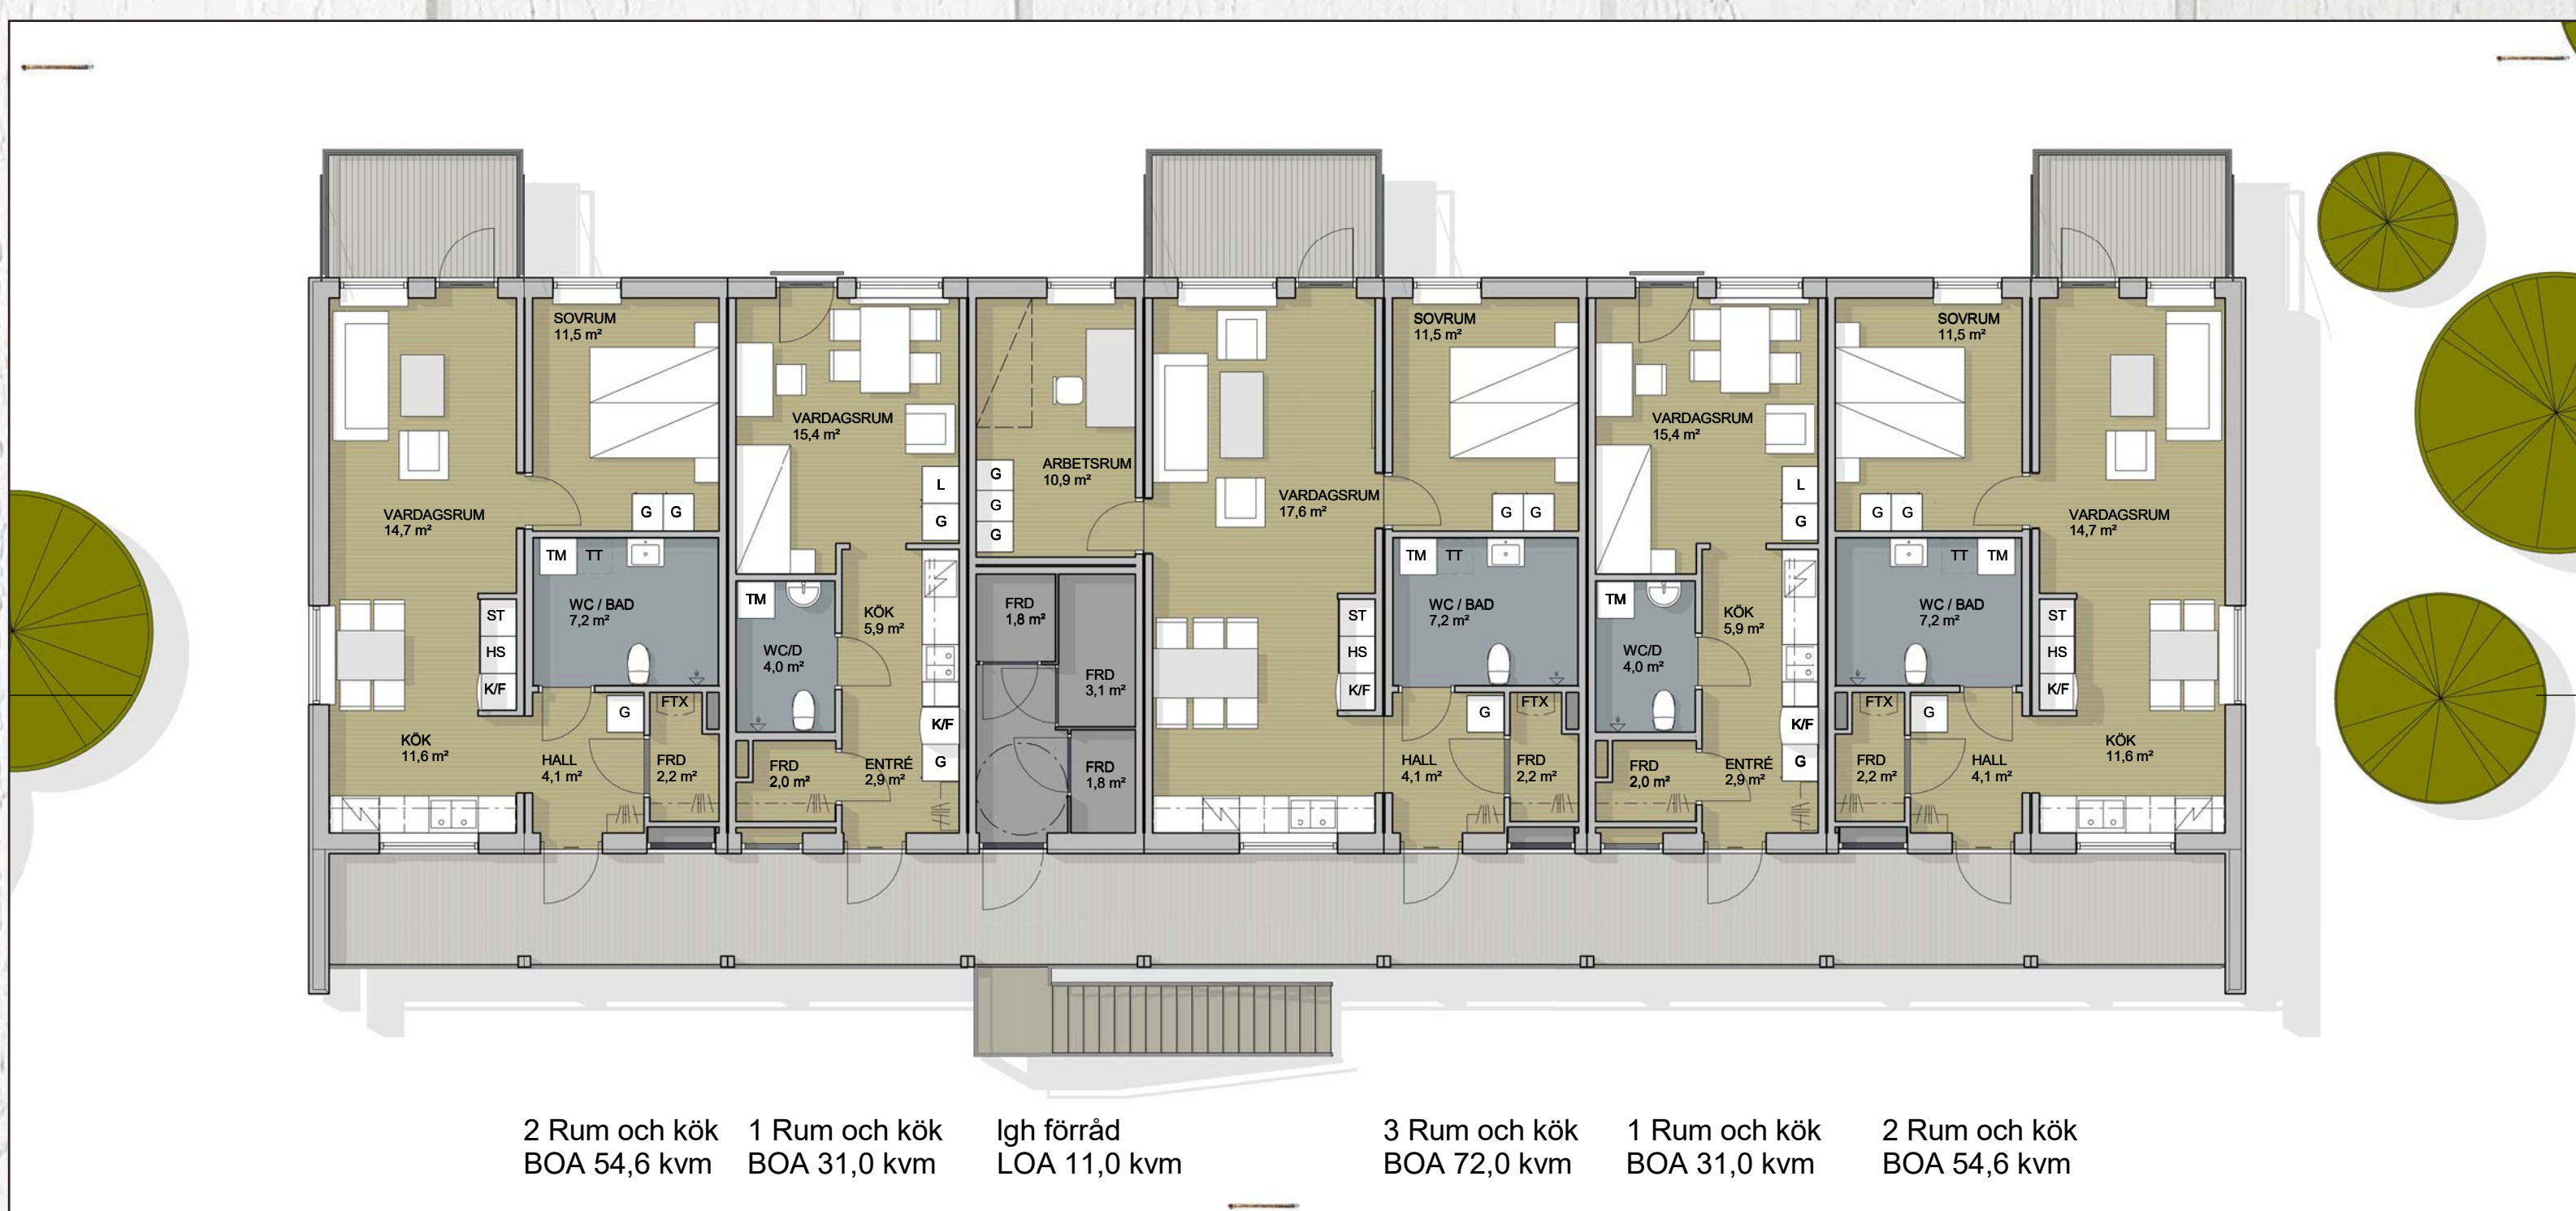 SOVRUM
11,5 m²
VARDAGSRUM
14,7 m²
G G
TM TT
WC / BAD
7,2 m²
ST
HS
K/F
KÖK
11,6 m²
HALL
4,1 m²
G
FTX
FRD
2,2 m²
VARDAGSRUM
15,4 m²
L
G
TM
WC/D
4,0 m²
KÖK
5,9 m²
K/F
G
FRD
2,0 m²
ENTRÉ
2,9 m²
ARBETSRUM
10,9 m²
G
G
G
FRD
1,8 m²
FRD
3,1 m²
FRD
1,8 m²
VARDAGSRUM
17,6 m²
ST
HS
K/F
SOVRUM
11,5 m²
G G
TM TT
WC / BAD
7,2 m²
HALL
4,1 m²
G
FTX
FRD
2,2 m²
VARDAGSRUM
15,4 m²
L
G
TM
WC/D
4,0 m²
KÖK
5,9 m²
K/F
G
FRD
2,0 m²
ENTRÉ
2,9 m²
SOVRUM
11,5 m²
G G
TT TM
WC / BAD
7,2 m²
FTX
G
FRD
2,2 m²
HALL
4,1 m²
VARDAGSRUM
14,7 m²
ST
HS
K/F
KÖK
11,6 m²
2 Rum och kök
BOA 54,6 kvm
1 Rum och kök
BOA 31,0 kvm
lgh förråd
LOA 11,0 kvm
3 Rum och kök
BOA 72,0 kvm
1 Rum och kök
BOA 31,0 kvm
2 Rum och kök
BOA 54,6 kvm